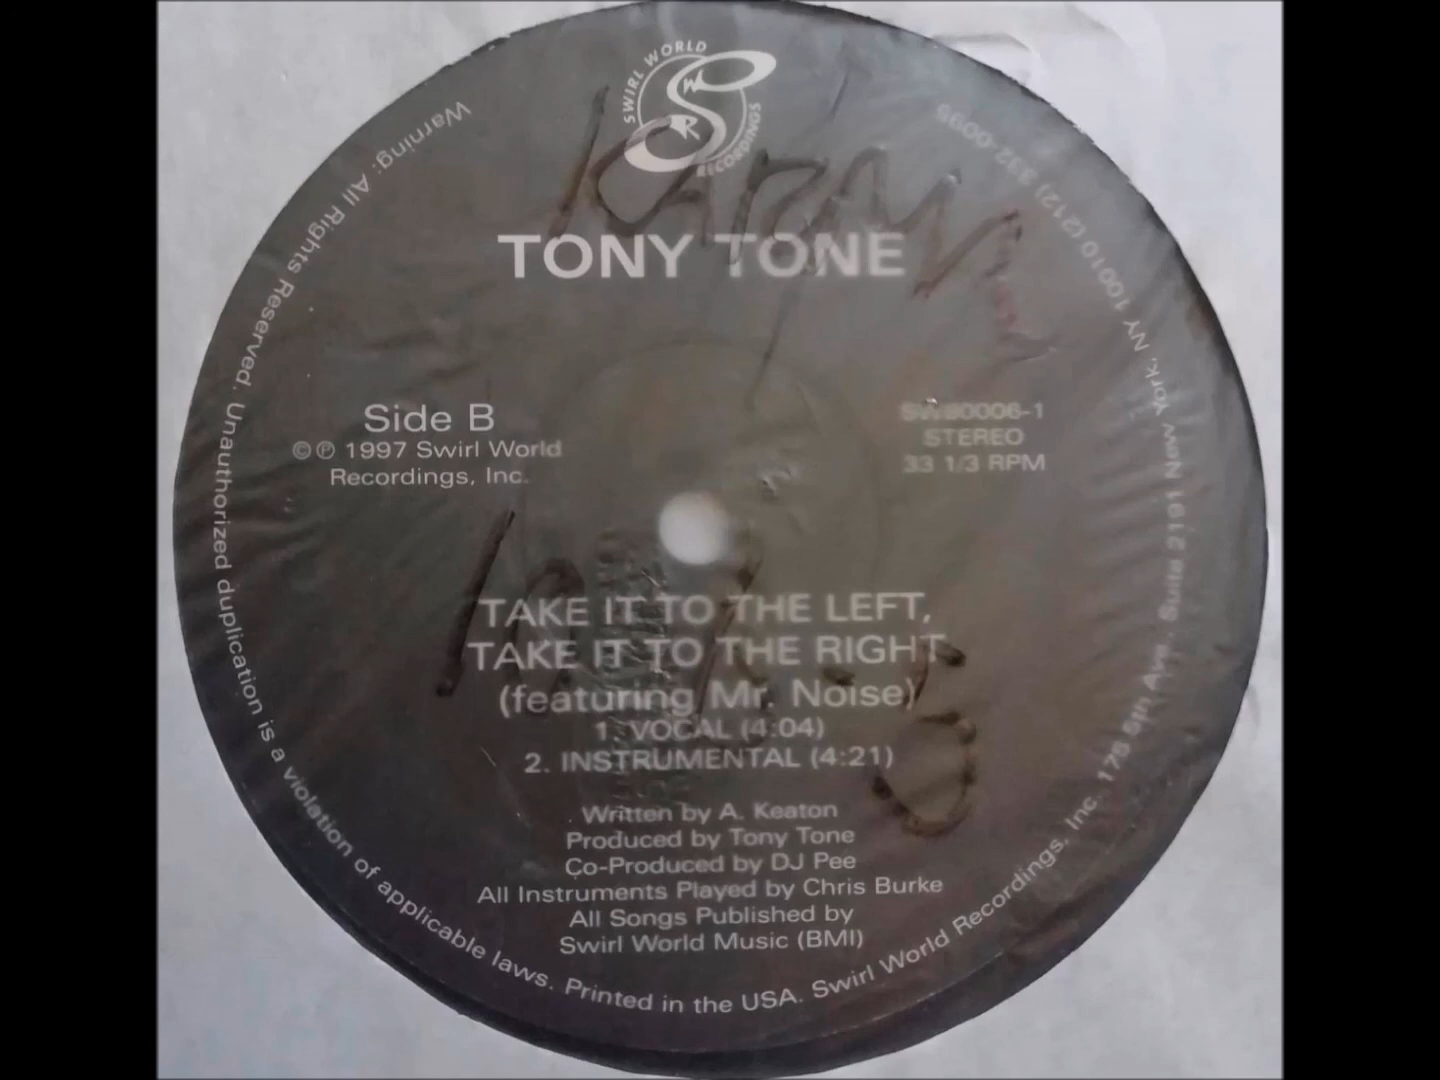 SWIRL WORLD
RECORDINGS
TONY TONE
Side B
©℗ 1997 Swirl World
Recordings, Inc.
STEREO
33 1/3 RPM
TAKE IT TO THE LEFT,
TAKE IT TO THE RIGHT
(featuring Mr. Noise)
1. VOCAL (4:04)
2. INSTRUMENTAL (4:21)
Written by A. Keaton
Produced by Tony Tone
Co-Produced by DJ Pee
All Instruments Played by Chris Burke
All Songs Published by
Swirl World Music (BMI)
Warning: All Rights Reserved. Unauthorized duplication is a violation of applicable laws. Printed in the USA. Swirl World Recordings, Inc. 175 5th Ave. Suite 2191 New York, NY 10010 (212)